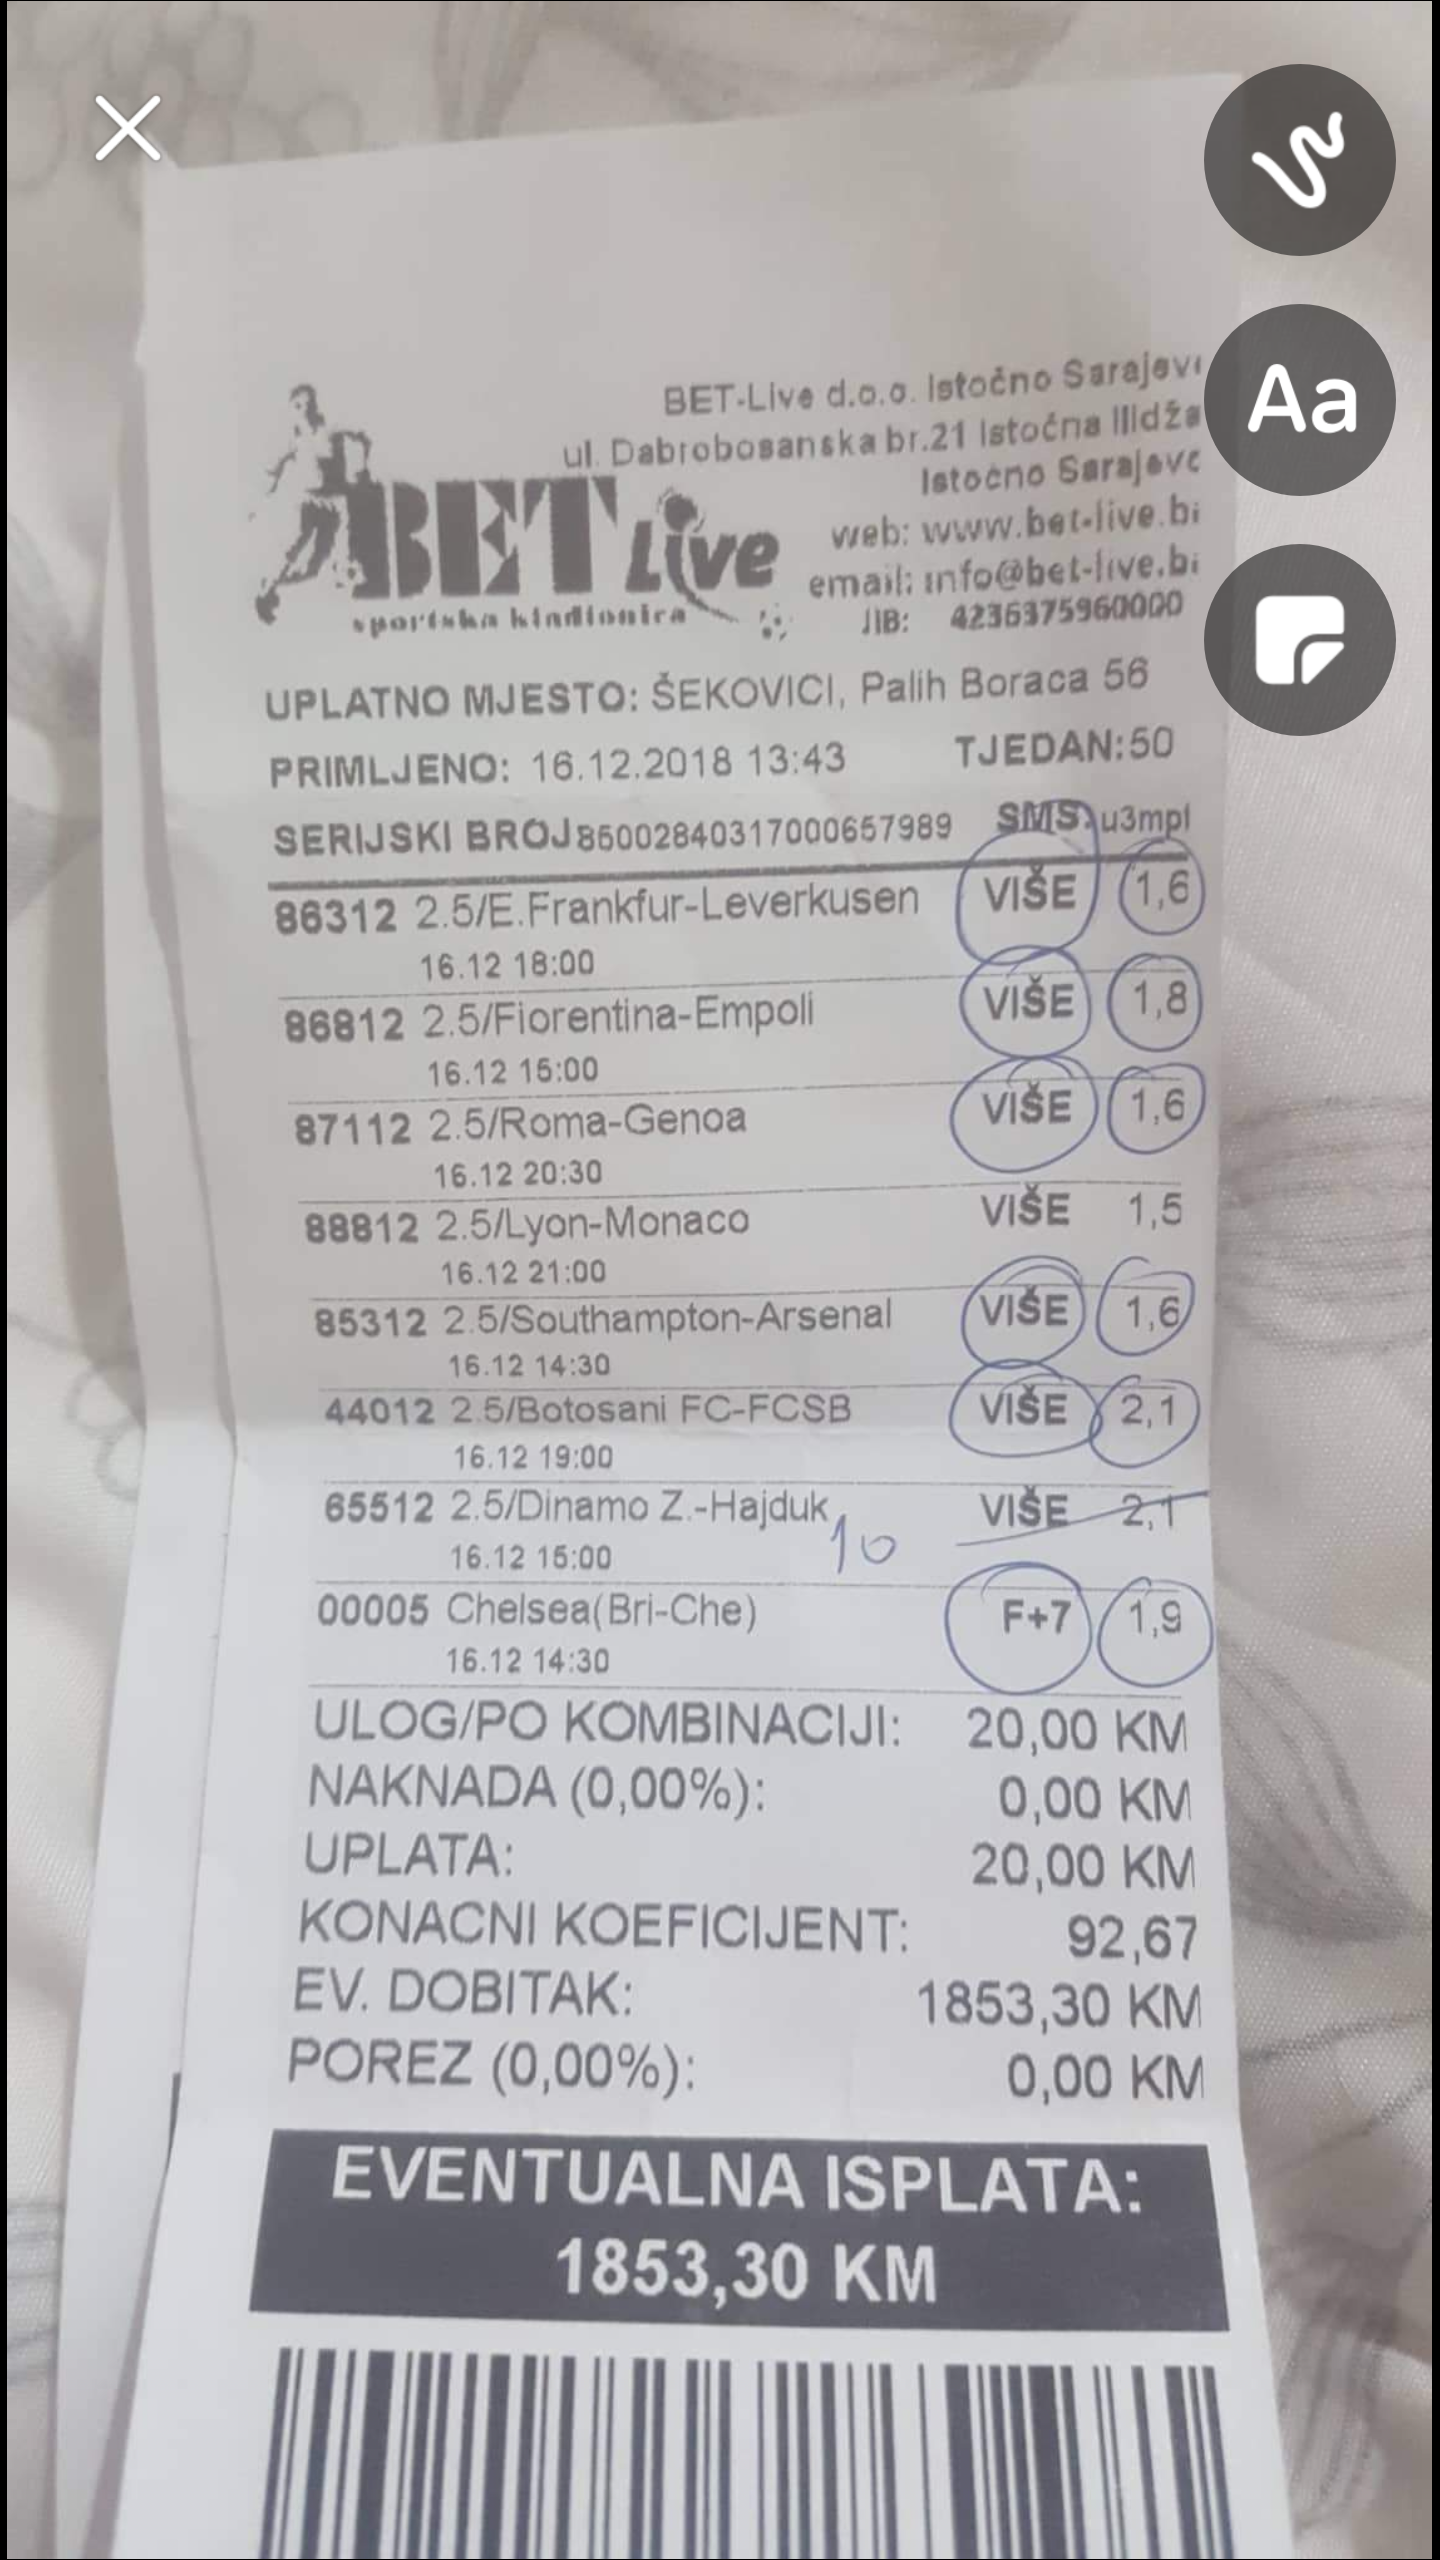 BET-Live d.o.o. Istočno Sarajevo
ul. Dabrobosanska br.21 Istočna Ilidža
Istočno Sarajevo
web: www.bet-live.bi
email: info@bet-live.bi
JIB: 4236375960000
BET Live
sportska kladionica
UPLATNO MJESTO: ŠEKOVICI, Palih Boraca 56
PRIMLJENO: 16.12.2018 13:43 TJEDAN:50
SERIJSKI BROJ 86002840317000657989 SMS: u3mpl
86312 2.5/E.Frankfur-Leverkusen VIŠE 1,6
16.12 18:00
86812 2.5/Fiorentina-Empoli VIŠE 1,8
16.12 15:00
87112 2.5/Roma-Genoa VIŠE 1,6
16.12 20:30
88812 2.5/Lyon-Monaco VIŠE 1,5
16.12 21:00
85312 2.5/Southampton-Arsenal VIŠE 1,6
16.12 14:30
44012 2.5/Botosani FC-FCSB VIŠE 2,1
16.12 19:00
65512 2.5/Dinamo Z.-Hajduk VIŠE 2,1
16.12 15:00 10
00005 Chelsea(Bri-Che) F+7 1,9
16.12 14:30
ULOG/PO KOMBINACIJI: 20,00 KM
NAKNADA (0,00%): 0,00 KM
UPLATA: 20,00 KM
KONACNI KOEFICIJENT: 92,67
EV. DOBITAK: 1853,30 KM
POREZ (0,00%): 0,00 KM
EVENTUALNA ISPLATA:
1853,30 KM
Aa